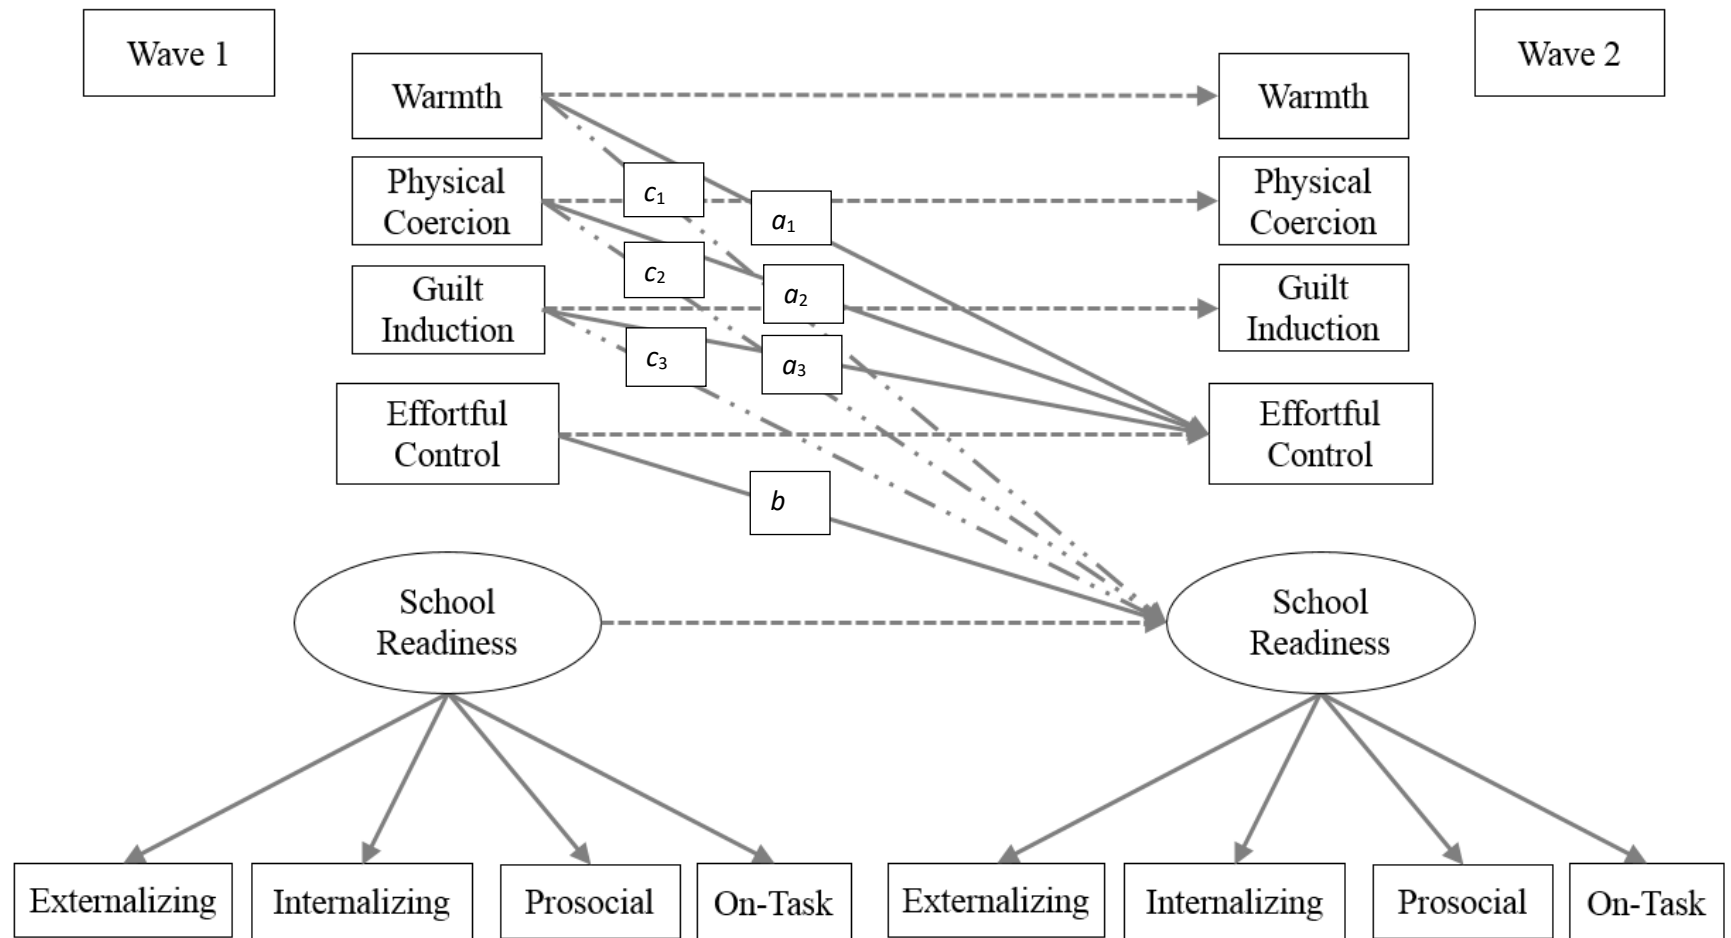 Wave 1
Wave 2
Warmth
Warmth
Physical
Coercion
Physical
Coercion
c1
a1
Guilt
Induction
Guilt
Induction
c2
a2
c3
a3
Effortful
Control
Effortful
Control
b
School
Readiness
School
Readiness
Externalizing
Internalizing
Prosocial
On-Task
Externalizing
Internalizing
Prosocial
On-Task